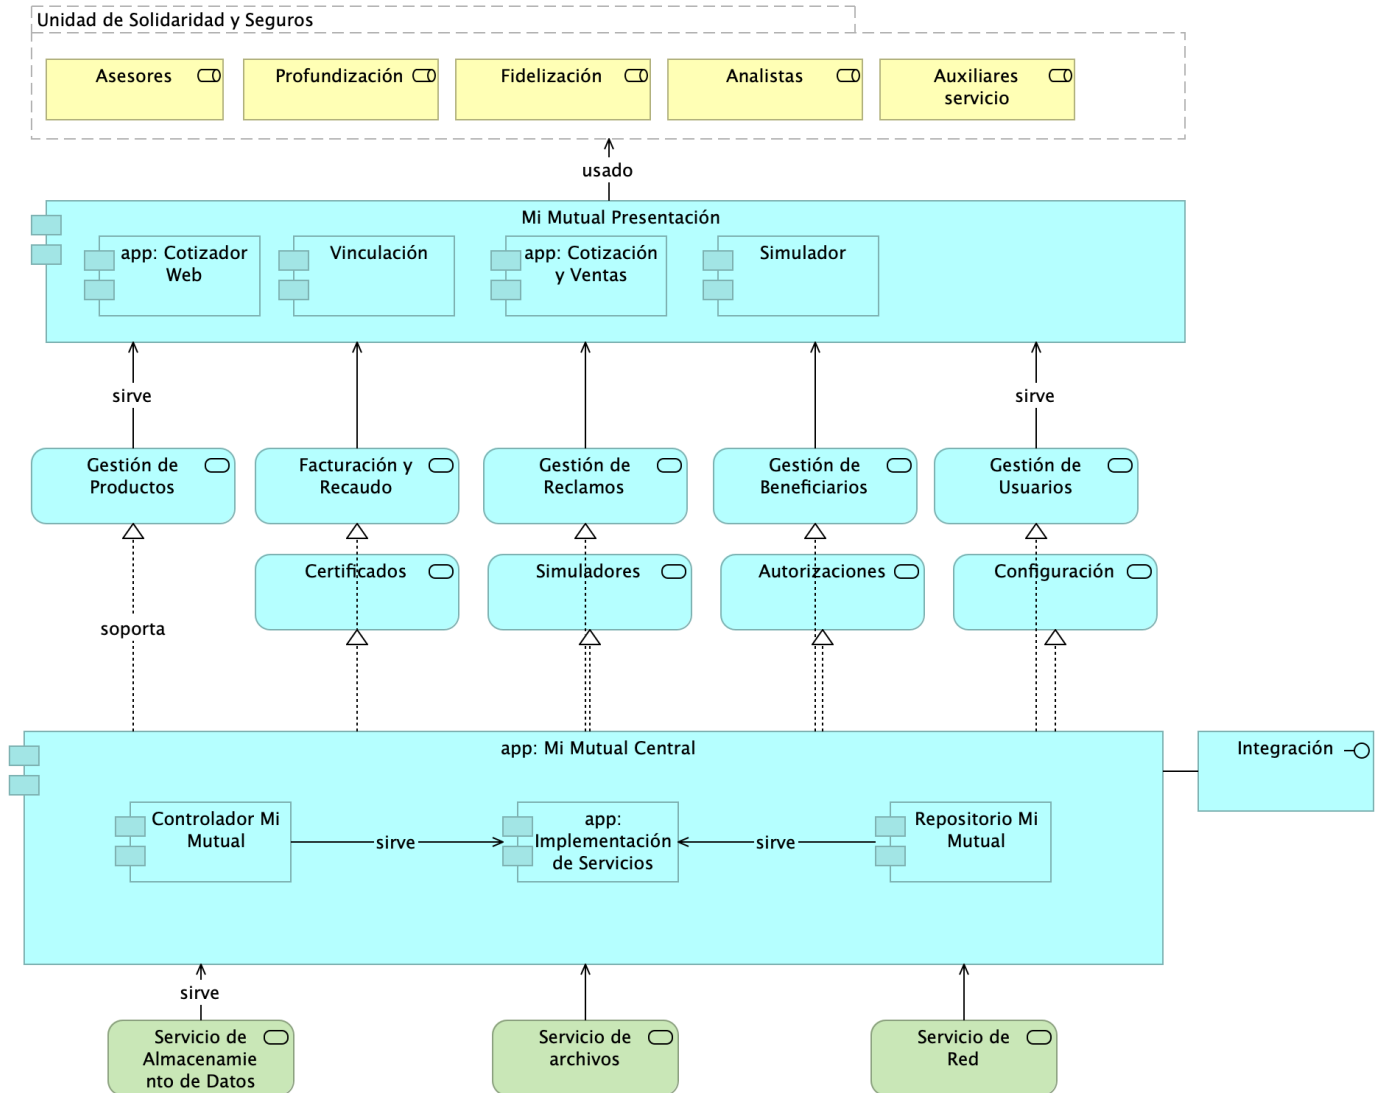 Unidad de Solidaridad y Seguros
Asesores
Profundización
Fidelización
Analistas
Auxiliares
servicio
usado
Mi Mutual Presentación
app: Cotizador
Web
Vinculación
app: Cotización
y Ventas
Simulador
sirve
sirve
Gestión de
Productos
Facturación y
Recaudo
Gestión de
Reclamos
Gestión de
Beneficiarios
Gestión de
Usuarios
Certificados
Simuladores
Autorizaciones
Configuración
soporta
app: Mi Mutual Central
Integración
Controlador Mi
Mutual
sirve
app:
Implementación
de Servicios
sirve
Repositorio Mi
Mutual
sirve
Servicio de
Almacenamie
nto de Datos
Servicio de
archivos
Servicio de
Red